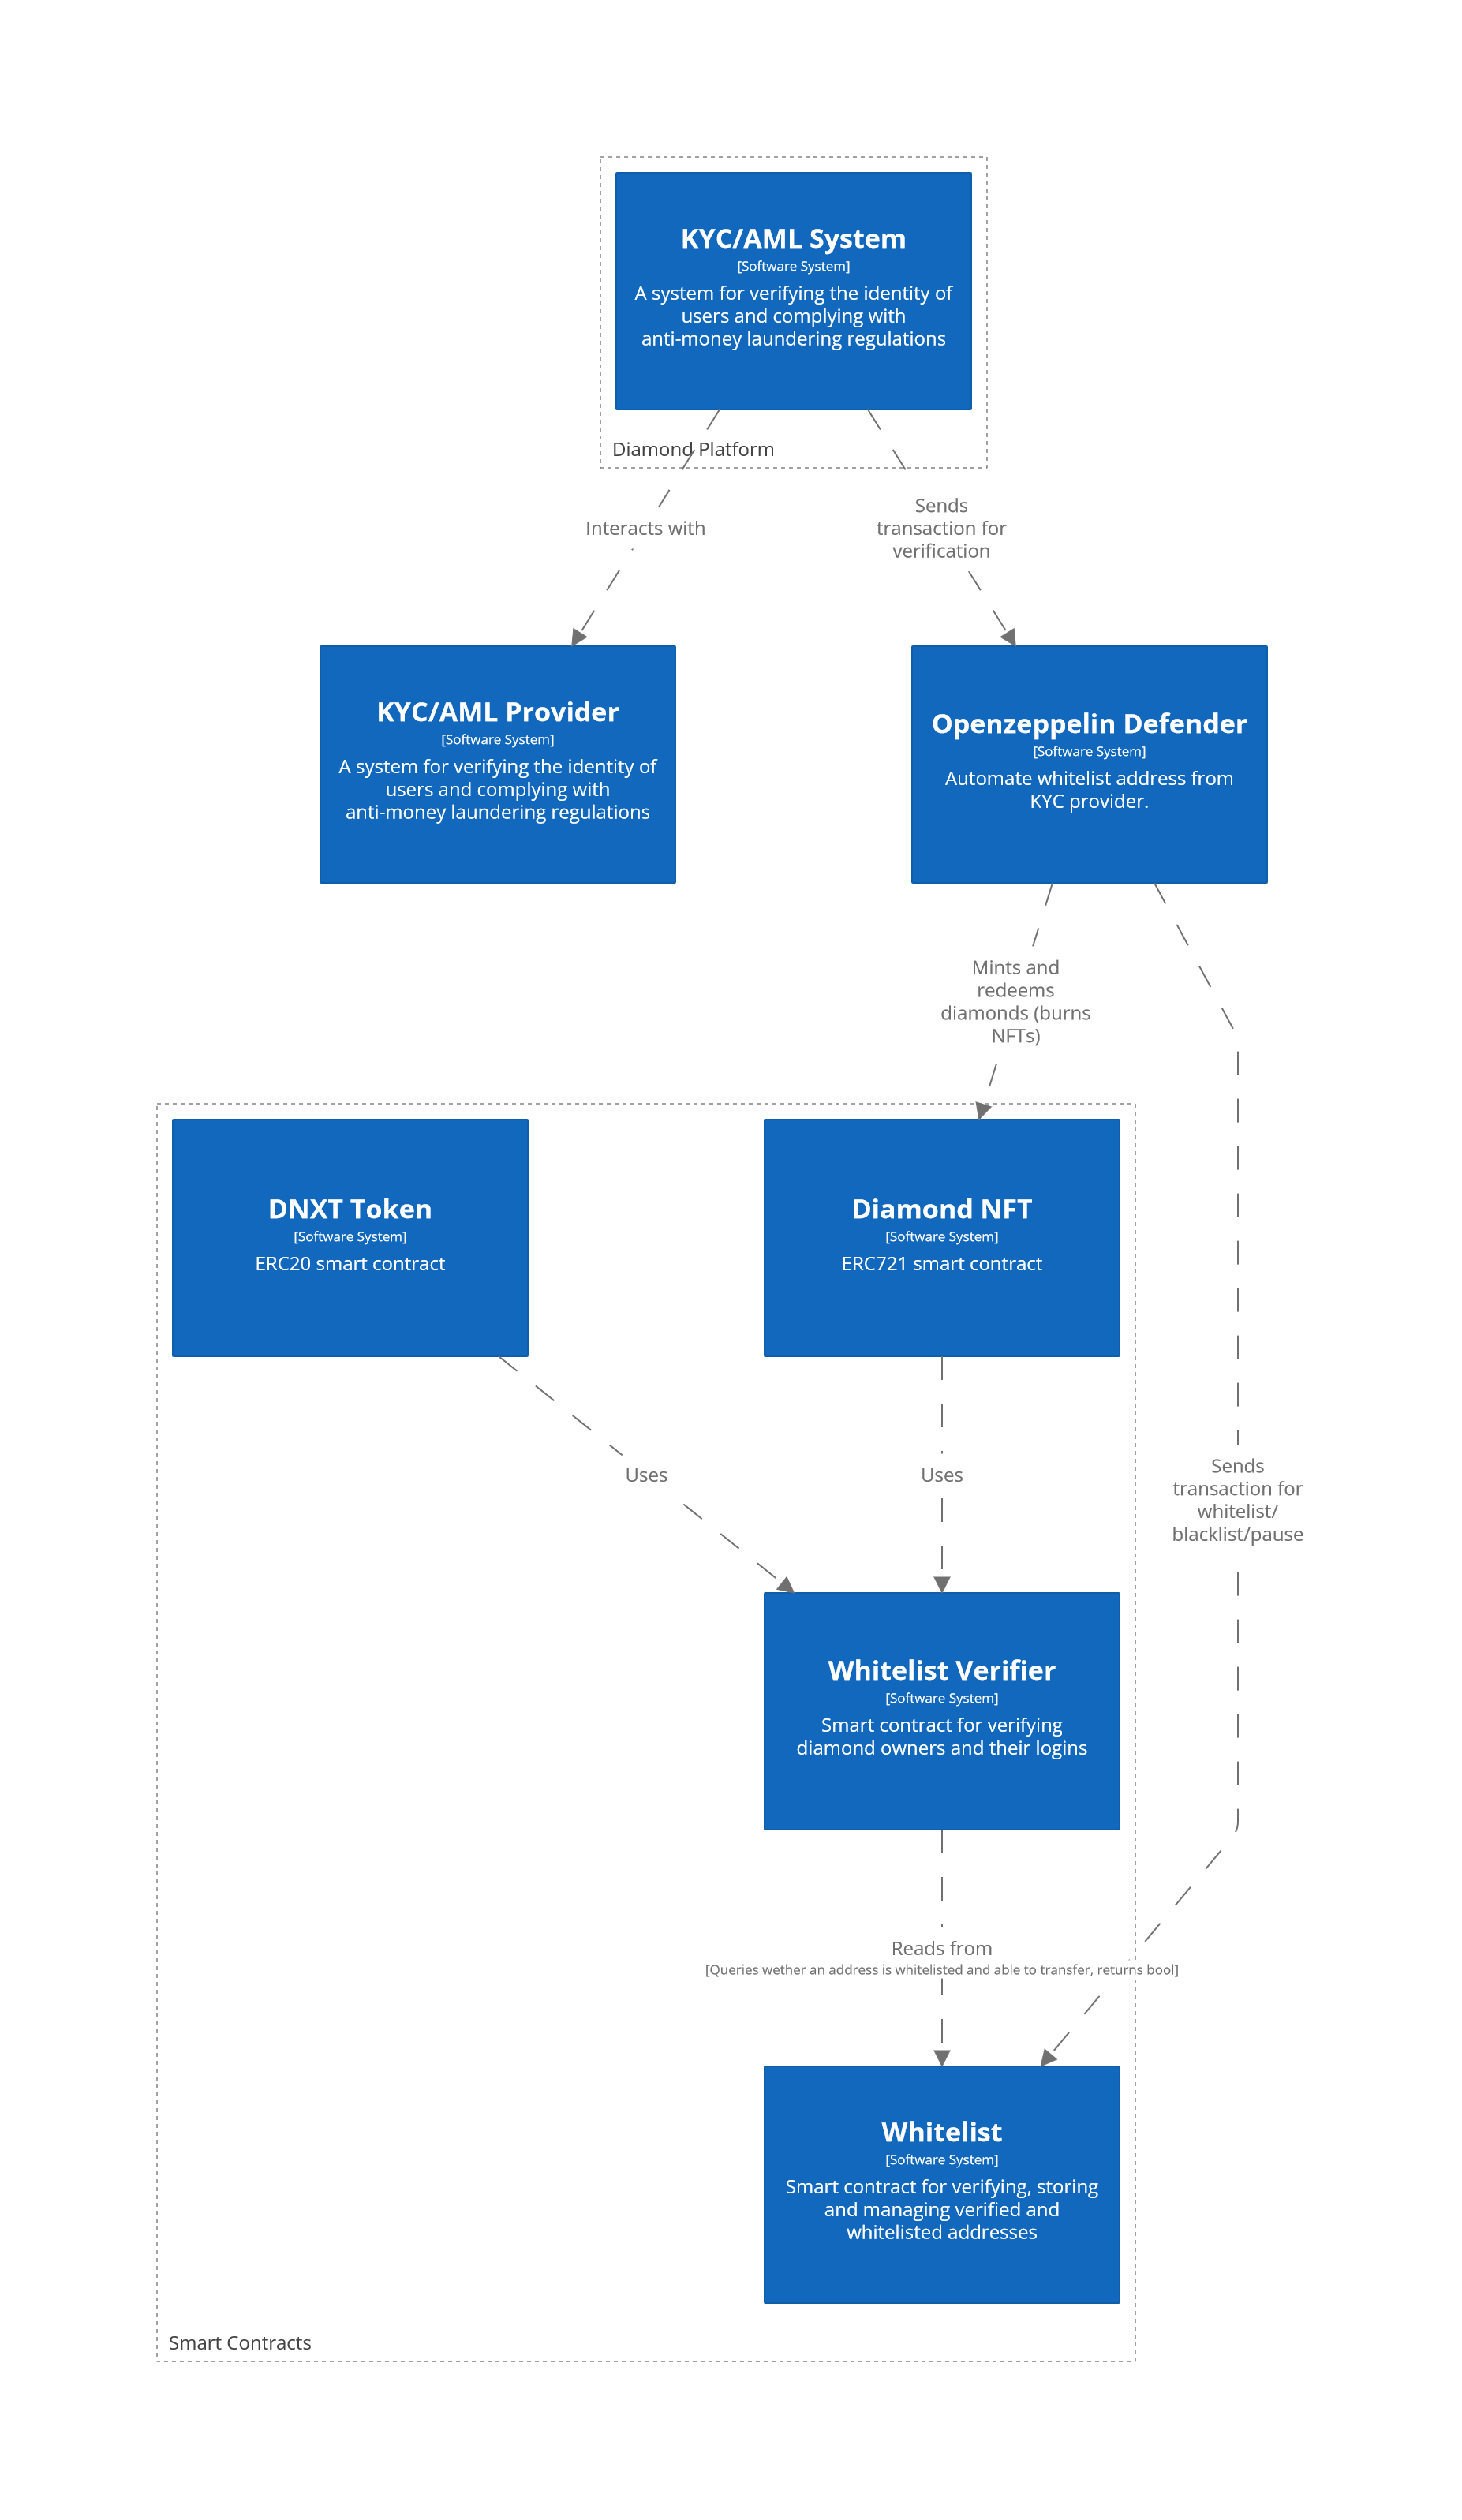 KYC/AML System
[Software System]
A system for verifying the identity of
users and complying with
anti-money laundering regulations
Diamond Platform
Interacts with
Sends
transaction for
verification
KYC/AML Provider
[Software System]
A system for verifying the identity of
users and complying with
anti-money laundering regulations
Openzeppelin Defender
[Software System]
Automate whitelist address from
KYC provider.
Mints and
redeems
diamonds (burns
NFTs)
DNXT Token
[Software System]
ERC20 smart contract
Diamond NFT
[Software System]
ERC721 smart contract
Uses
Uses
Sends
transaction for
whitelist/
blacklist/pause
Whitelist Verifier
[Software System]
Smart contract for verifying
diamond owners and their logins
Reads from
[Queries wether an address is whitelisted and able to transfer, returns bool]
Whitelist
[Software System]
Smart contract for verifying, storing
and managing verified and
whitelisted addresses
Smart Contracts